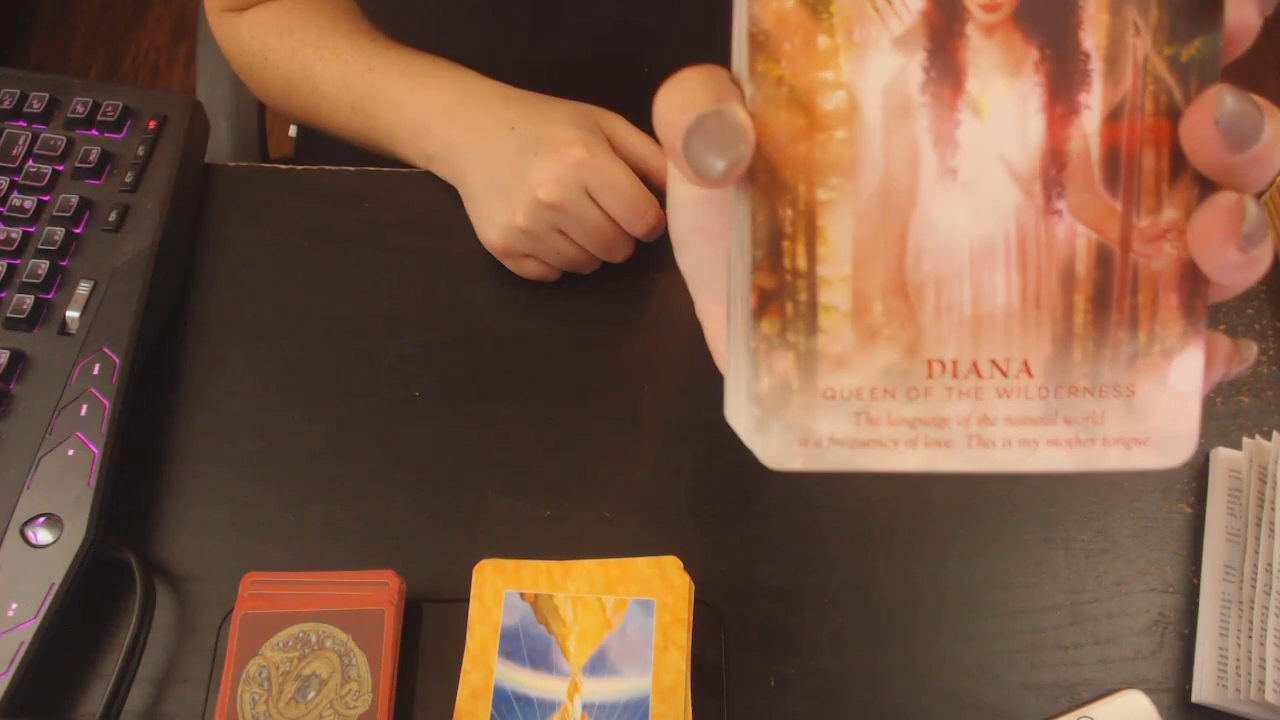 DIANA
QUEEN OF THE WILDERNESS
The language of the natural world
is a frequency of love. This is my mother tongue.